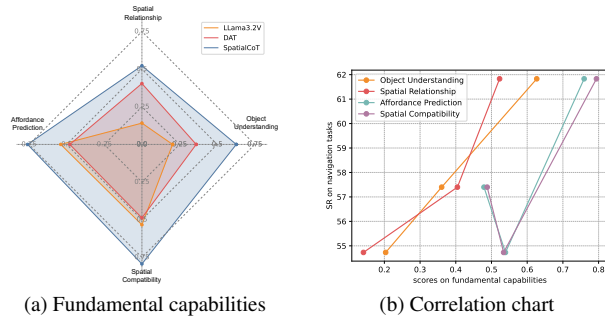 Spatial
Relationship
LLama3.2V
DAT
SpatialCoT
0.75
0.25
Affordance
Prediction
Object
Understanding
0.75
0.5
0.0
0.5
0.75
0.25
Spatial
Compatibility
(a) Fundamental capabilities
Object Understanding
Spatial Relationship
Affordance Prediction
Spatial Compatibility
SR on navigation tasks
62
61
60
59
58
57
56
55
0.2
0.3
0.4
0.5
0.6
0.7
0.8
scores on fundamental capabilities
(b) Correlation chart